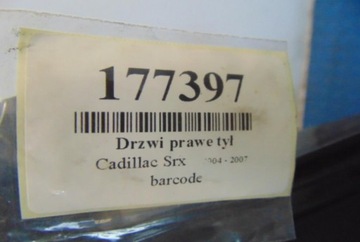 177397
Drzwi prawe tył
Cadillac Srx 2004 - 2007
barcode